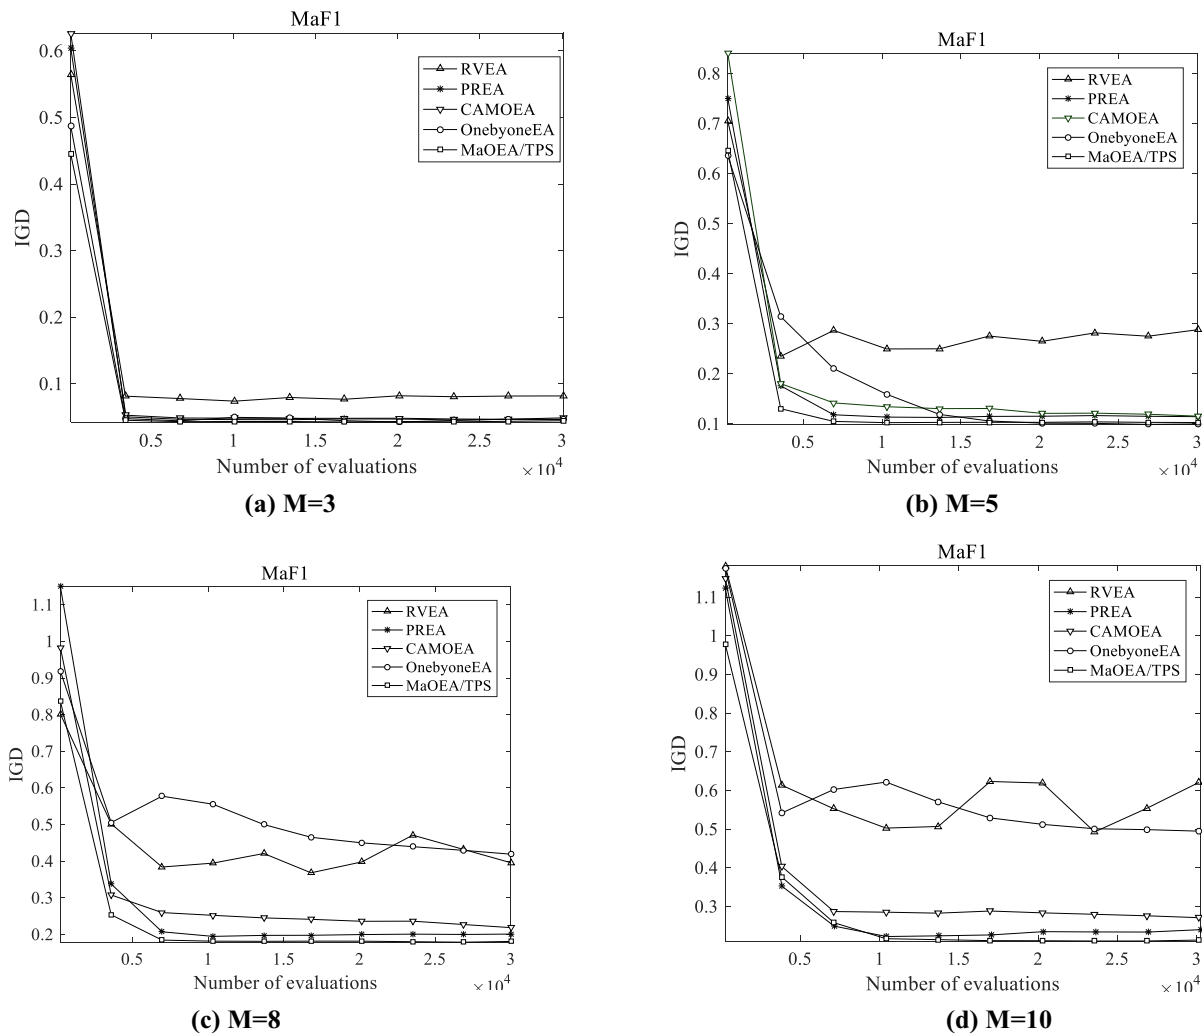 MaF1
0.6
0.5
0.4
0.3
0.2
0.1
IGD
RVEA
PREA
CAMOEA
OnebyoneEA
MaOEA/TPS
0.5 1 1.5 2 2.5 3
Number of evaluations
×10^4
(a) M=3
MaF1
0.8
0.7
0.6
0.5
0.4
0.3
0.2
0.1
IGD
RVEA
PREA
CAMOEA
OnebyoneEA
MaOEA/TPS
0.5 1 1.5 2 2.5 3
Number of evaluations
×10^4
(b) M=5
MaF1
1.1
1
0.9
0.8
0.7
0.6
0.5
0.4
0.3
0.2
IGD
RVEA
PREA
CAMOEA
OnebyoneEA
MaOEA/TPS
0.5 1 1.5 2 2.5 3
Number of evaluations
×10^4
(c) M=8
MaF1
1.1
1
0.9
0.8
0.7
0.6
0.5
0.4
0.3
IGD
RVEA
PREA
CAMOEA
OnebyoneEA
MaOEA/TPS
0.5 1 1.5 2 2.5 3
Number of evaluations
×10^4
(d) M=10